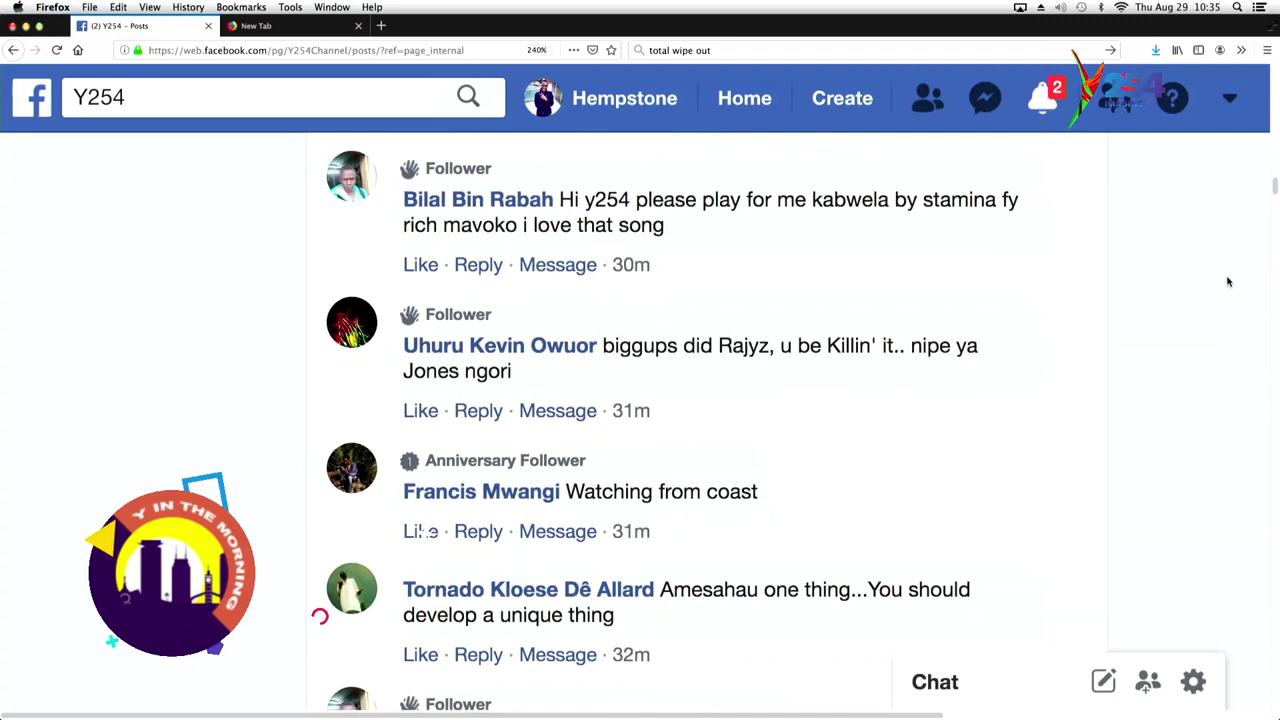 Firefox File Edit View History Bookmarks Tools Window Help Thu Aug 29 10:35
(2) Y254 - Posts New Tab
https://web.facebook.com/pg/Y254Channel/posts/?ref=page_internal 240% total wipe out
Y254 Hempstone Home Create 2 Y254
Follower
Bilal Bin Rabah Hi y254 please play for me kabwela by stamina fy
rich mavoko i love that song
Like · Reply · Message · 30m
Follower
Uhuru Kevin Owuor biggups did Rajyz, u be Killin' it.. nipe ya
Jones ngori
Like · Reply · Message · 31m
1 Anniversary Follower
Francis Mwangi Watching from coast
Like · Reply · Message · 31m
Y IN THE MORNING
Tornado Kloese Dê Allard Amesahau one thing...You should
develop a unique thing
Like · Reply · Message · 32m
Chat
Follower